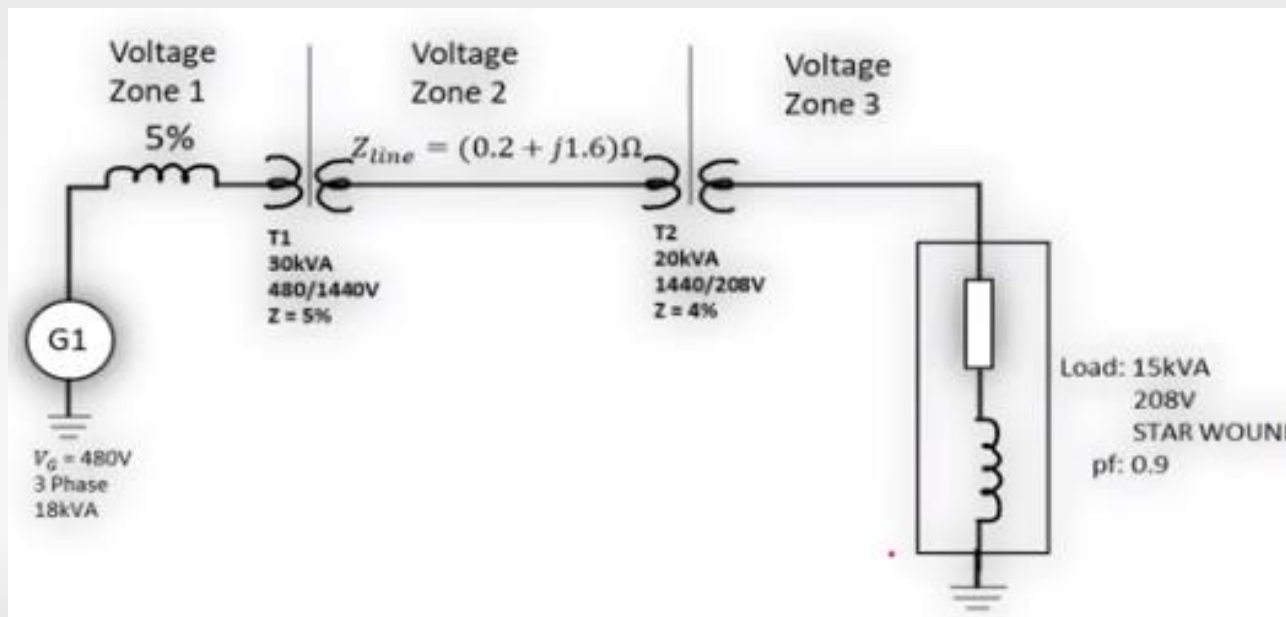 Voltage
Zone 1
5%
Voltage
Zone 2
Z_{line} = (0.2 + j1.6)Ω
Voltage
Zone 3
T1
30kVA
480/1440V
Z = 5%
T2
20kVA
1440/208V
Z = 4%
G1
V_G = 480V
3 Phase
18kVA
Load: 15kVA
208V
STAR WOUN
pf: 0.9